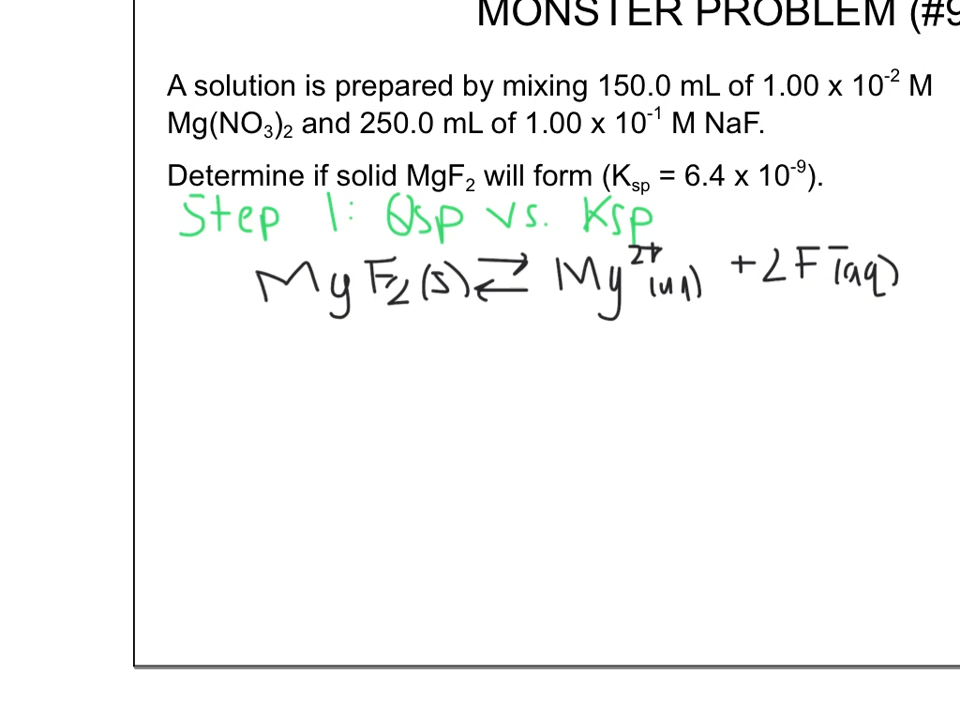 MONSTER PROBLEM (#9
A solution is prepared by mixing 150.0 mL of 1.00 x 10⁻² M
Mg(NO₃)₂ and 250.0 mL of 1.00 x 10⁻¹ M NaF.
Determine if solid MgF₂ will form (Kₛₚ = 6.4 x 10⁻⁹).
Step 1: Qsp vs. Ksp
MgF₂(s) ⇄ Mg²⁺(aq) + 2F⁻(aq)